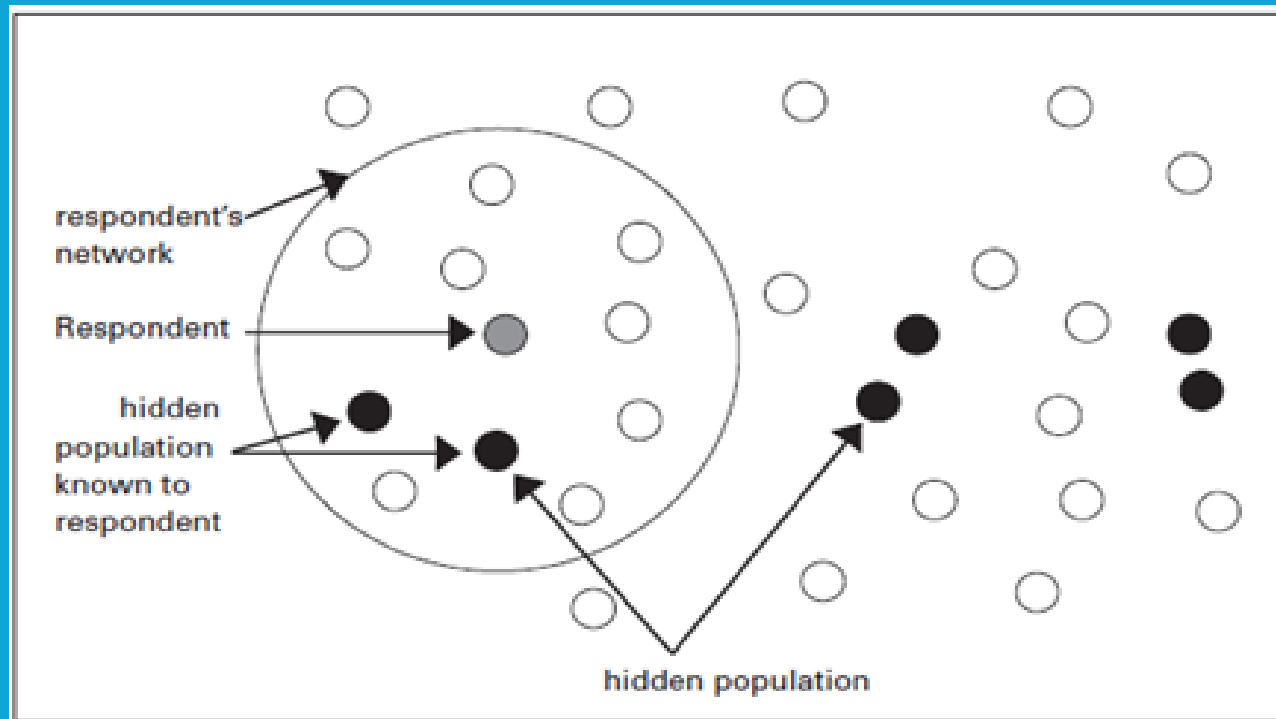 respondent's
network
Respondent
hidden
population
known to
respondent
hidden population